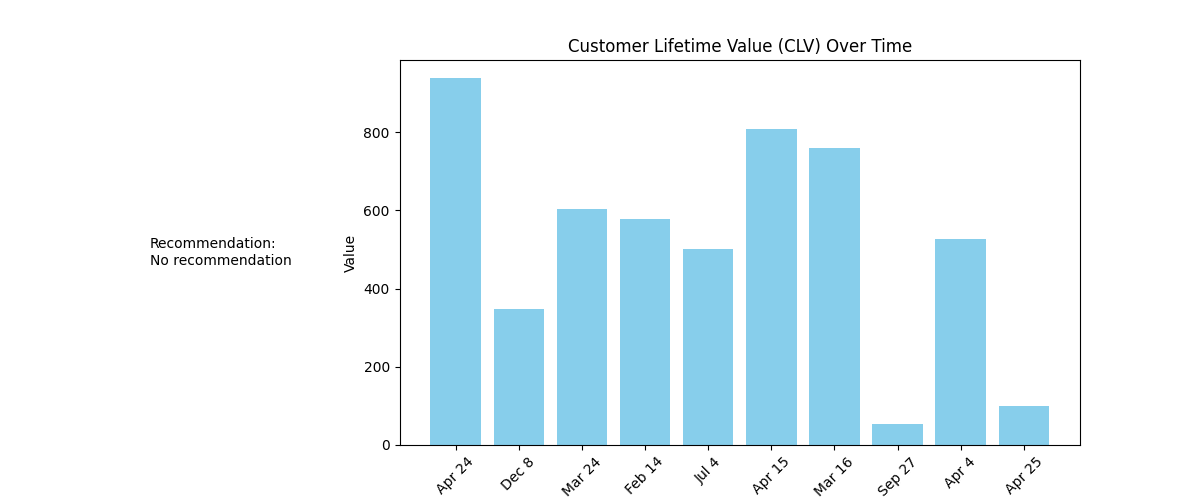 Customer Lifetime Value (CLV) Over Time
Recommendation:
No recommendation
Value
800
600
400
200
0
Apr 24
Dec 8
Mar 24
Feb 14
Jul 4
Apr 15
Mar 16
Sep 27
Apr 4
Apr 25